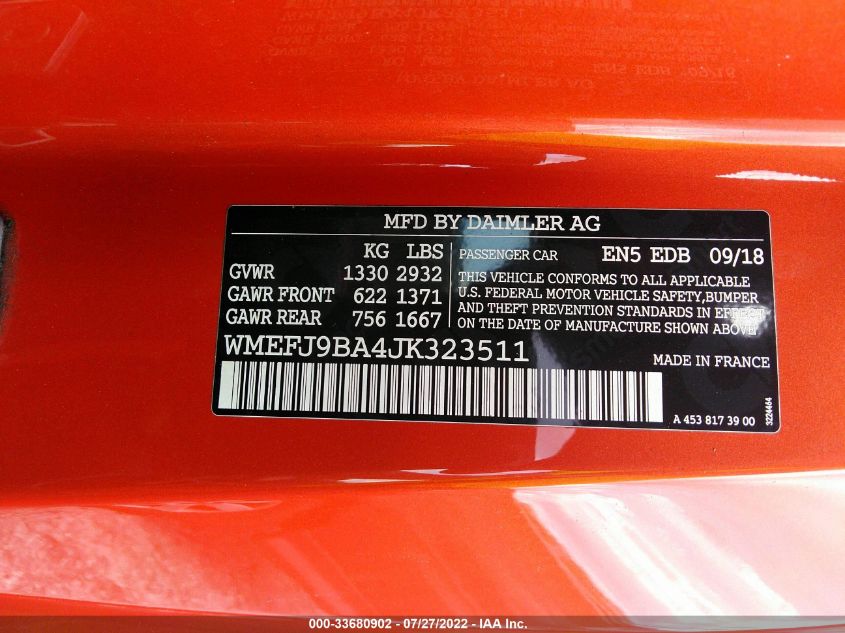 MFD BY DAIMLER AG
KG LBS
GVWR 1330 2932
GAWR FRONT 622 1371
GAWR REAR 756 1667
PASSENGER CAR EN5 EDB 09/18
THIS VEHICLE CONFORMS TO ALL APPLICABLE
U.S. FEDERAL MOTOR VEHICLE SAFETY,BUMPER
AND THEFT PREVENTION STANDARDS IN EFFECT
ON THE DATE OF MANUFACTURE SHOWN ABOVE
WMEFJ9BA4JK323511
MADE IN FRANCE
A 453 817 39 00
3224464
000-33680902 - 07/27/2022 - IAA Inc.